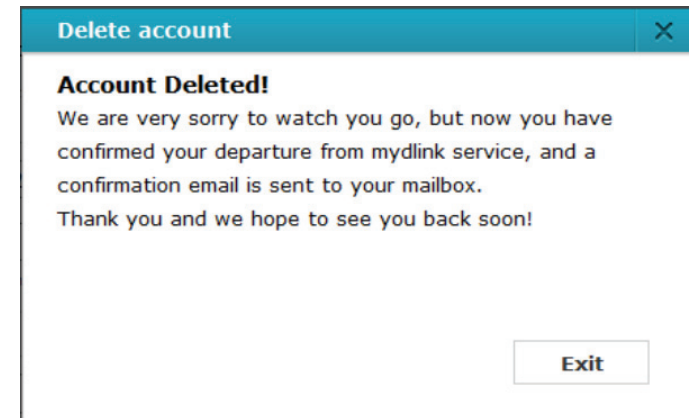 Delete account
Account Deleted!
We are very sorry to watch you go, but now you have
confirmed your departure from mydlink service, and a
confirmation email is sent to your mailbox.
Thank you and we hope to see you back soon!
Exit